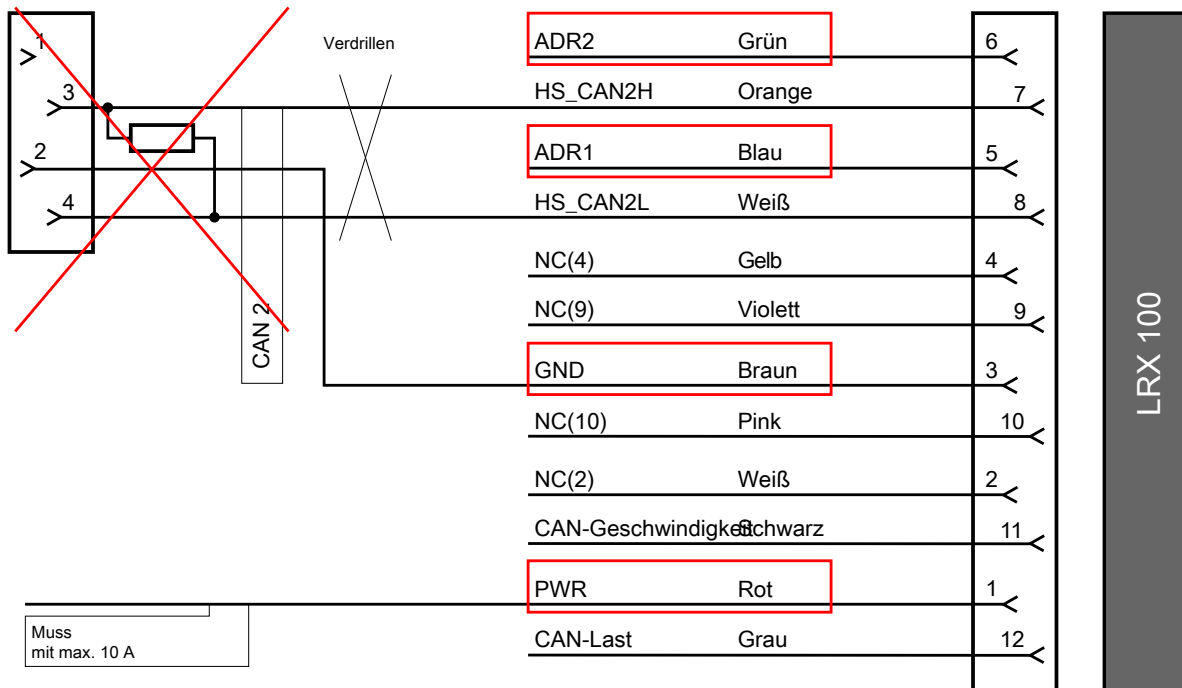 1
3
2
4
Verdrillen
CAN 2
ADR2 Grün 6
HS_CAN2H Orange 7
ADR1 Blau 5
HS_CAN2L Weiß 8
NC(4) Gelb 4
NC(9) Violett 9
GND Braun 3
NC(10) Pink 10
NC(2) Weiß 2
CAN-Geschwindigkeit Schwarz 11
PWR Rot 1
CAN-Last Grau 12
Muss
mit max. 10 A
LRX 100